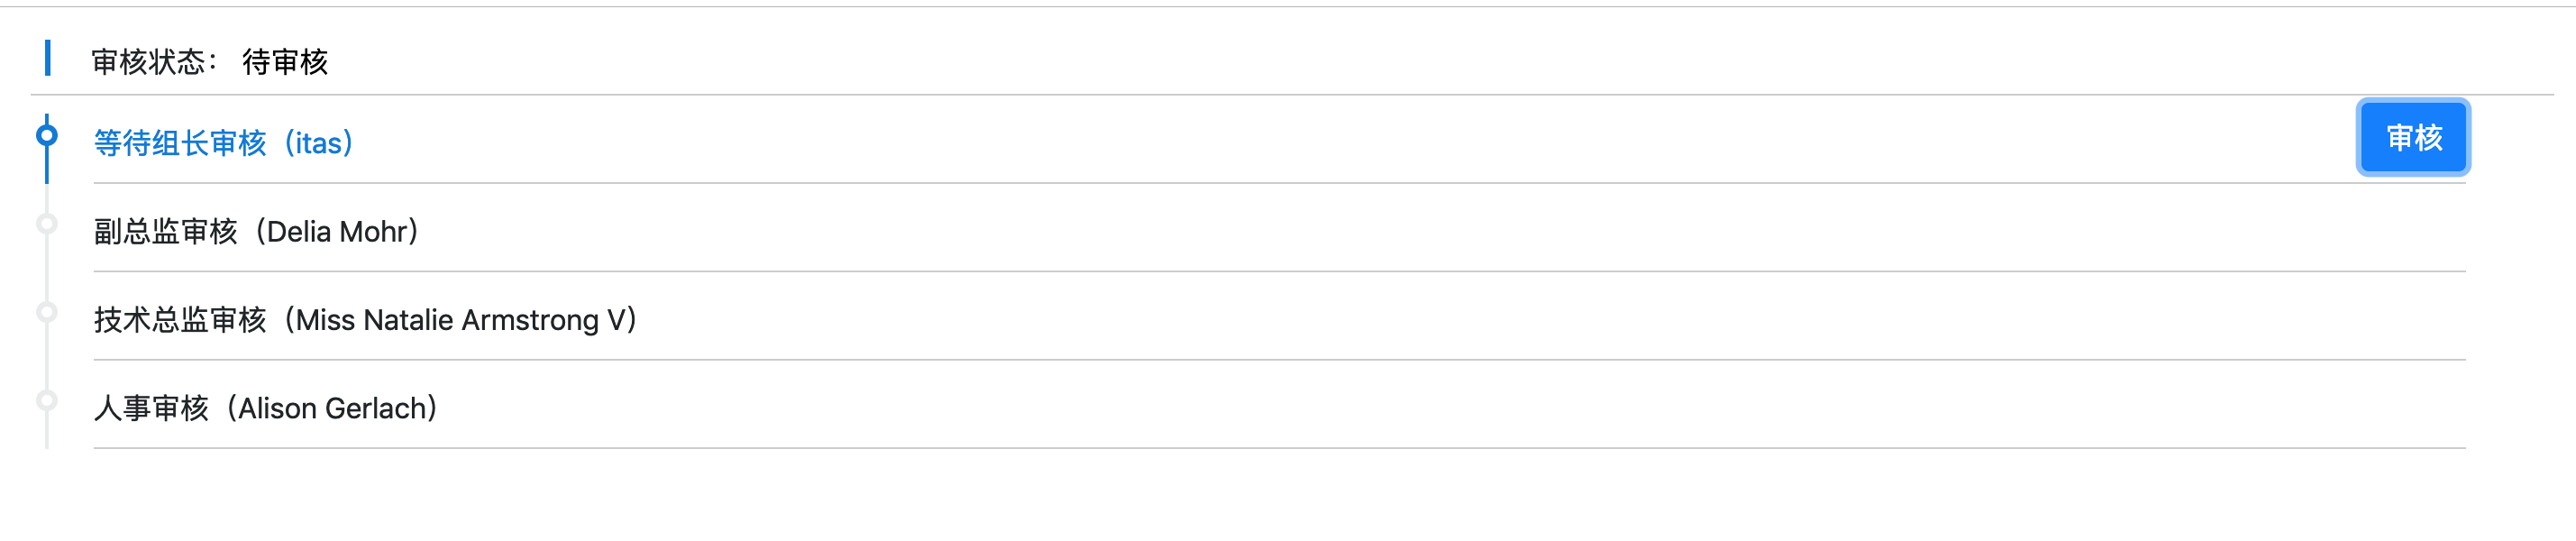 审核状态： 待审核
等待组长审核（itas）
审核
副总监审核（Delia Mohr）
技术总监审核（Miss Natalie Armstrong V）
人事审核（Alison Gerlach）